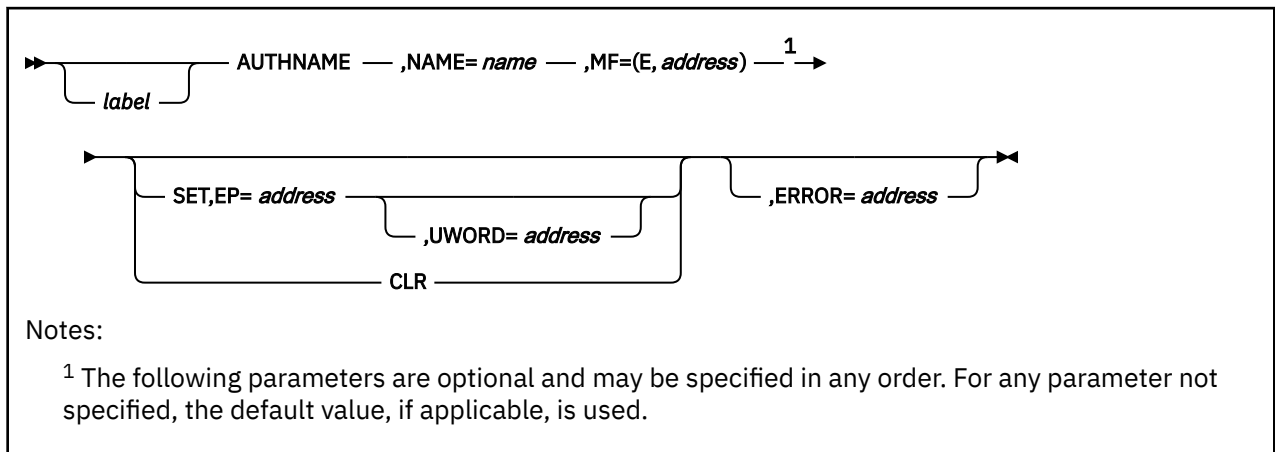 AUTHNAME ,NAME= name ,MF=(E, address) 1
label
SET,EP= address ,ERROR= address
,UWORD= address
CLR
Notes:
1 The following parameters are optional and may be specified in any order. For any parameter not
specified, the default value, if applicable, is used.